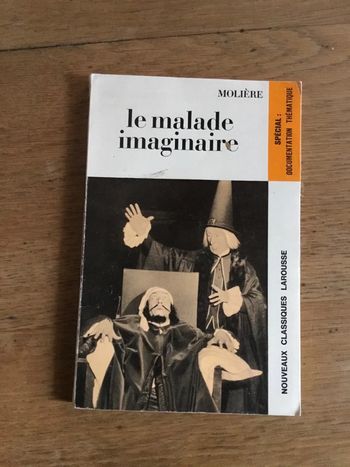 MOLIÈRE
le malade
imaginaire
SPÉCIAL :
DOCUMENTATION THÉMATIQUE
NOUVEAUX CLASSIQUES LAROUSSE